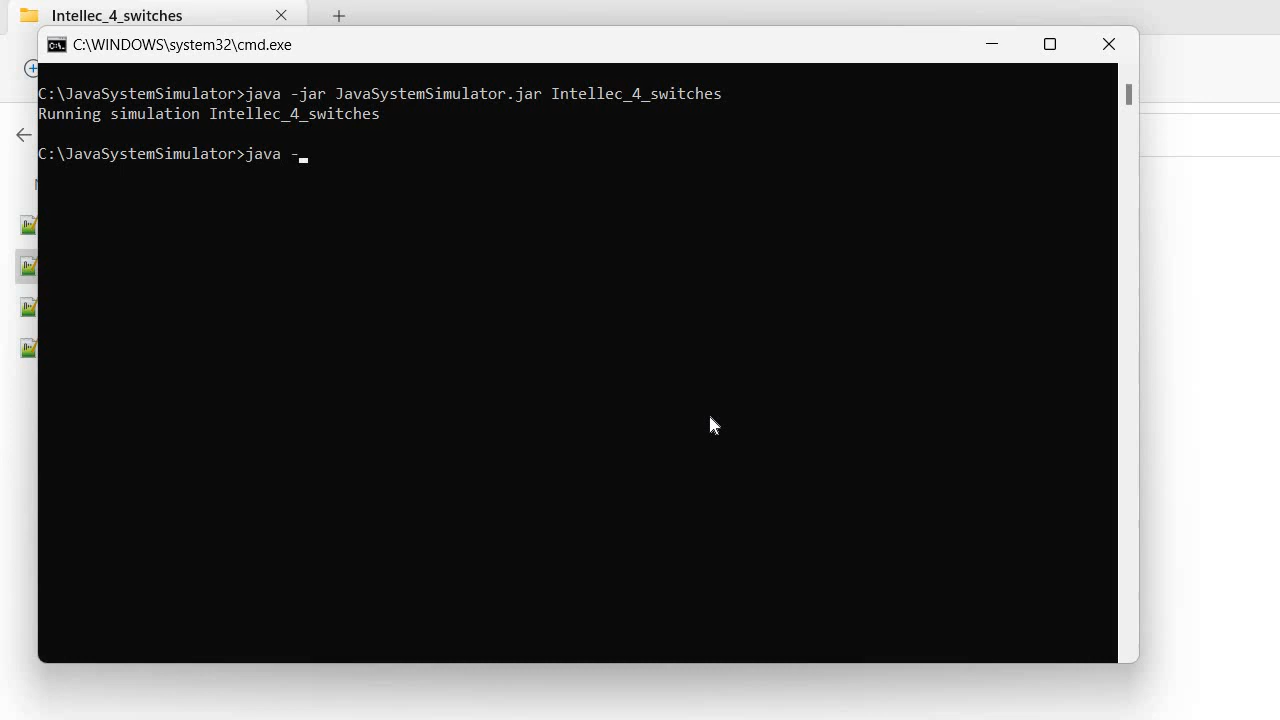 Intellec_4_switches
C:\WINDOWS\system32\cmd.exe
C:\JavaSystemSimulator>java -jar JavaSystemSimulator.jar Intellec_4_switches
Running simulation Intellec_4_switches
C:\JavaSystemSimulator>java -